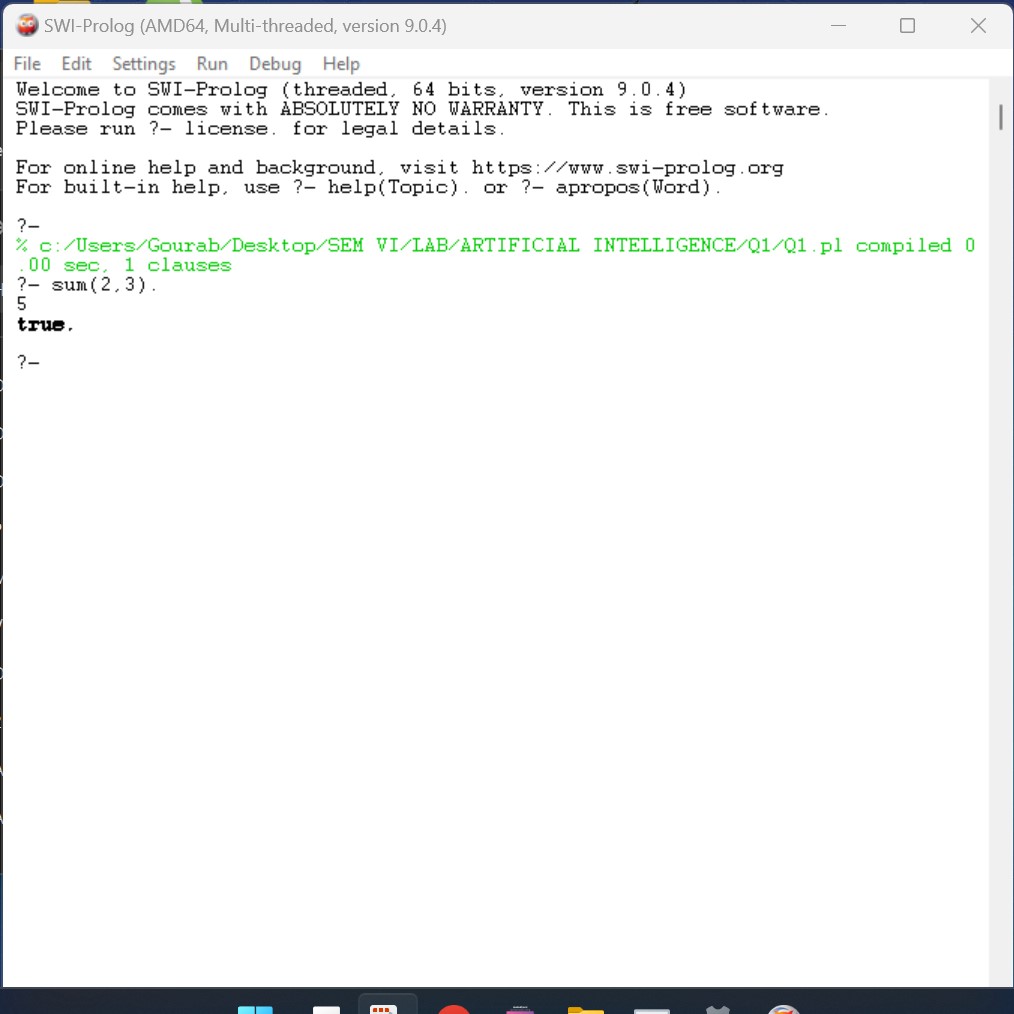 SWI-Prolog (AMD64, Multi-threaded, version 9.0.4)
File Edit Settings Run Debug Help
Welcome to SWI-Prolog (threaded, 64 bits, version 9.0.4)
SWI-Prolog comes with ABSOLUTELY NO WARRANTY. This is free software.
Please run ?- license. for legal details.
For online help and background, visit https://www.swi-prolog.org
For built-in help, use ?- help(Topic). or ?- apropos(Word).
?-
% c:/Users/Gourab/Desktop/SEM VI/LAB/ARTIFICIAL INTELLIGENCE/Q1/Q1.pl compiled 0
.00 sec, 1 clauses
?- sum(2,3).
5
true.
?-